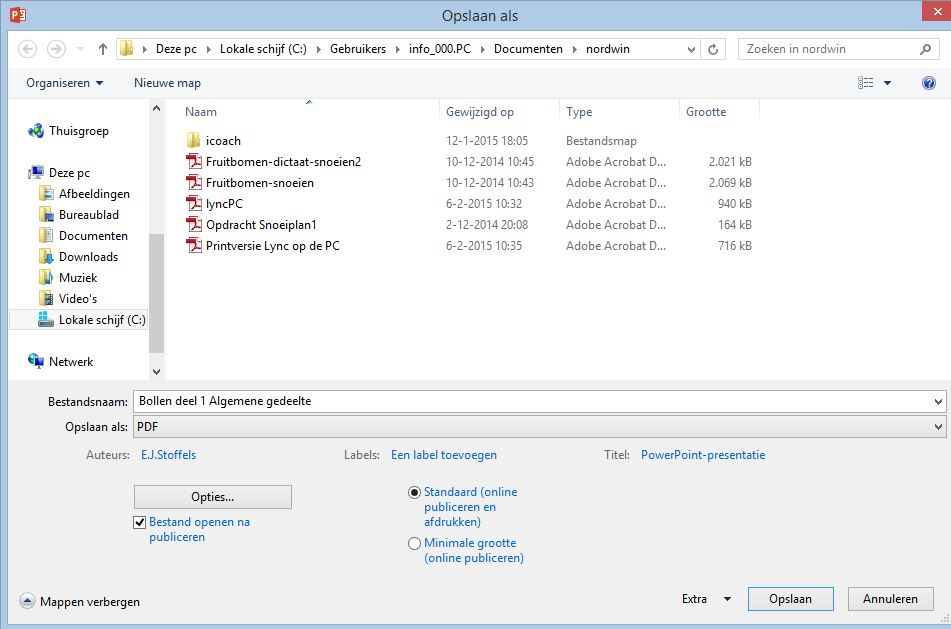 Opslaan als
Deze pc Lokale schijf (C:) Gebruikers info_000.PC Documenten nordwin Zoeken in nordwin
Organiseren Nieuwe map
Naam Gewijzigd op Type Grootte
Thuisgroep
Deze pc
Afbeeldingen
Bureaublad
Documenten
Downloads
Muziek
Video's
Lokale schijf (C:)
Netwerk
icoach 12-1-2015 18:05 Bestandsmap
Fruitbomen-dictaat-snoeien2 10-12-2014 10:45 Adobe Acrobat D... 2.021 kB
Fruitbomen-snoeien 10-12-2014 10:43 Adobe Acrobat D... 2.069 kB
lyncPC 6-2-2015 10:32 Adobe Acrobat D... 940 kB
Opdracht Snoeiplan1 2-12-2014 20:08 Adobe Acrobat D... 164 kB
Printversie Lync op de PC 6-2-2015 10:35 Adobe Acrobat D... 716 kB
Bestandsnaam: Bollen deel 1 Algemene gedeelte
Opslaan als: PDF
Auteurs: E.J.Stoffels Labels: Een label toevoegen Titel: PowerPoint-presentatie
Opties...
Bestand openen na
publiceren
Standaard (online
publiceren en
afdrukken)
Minimale grootte
(online publiceren)
Mappen verbergen Extra Opslaan Annuleren